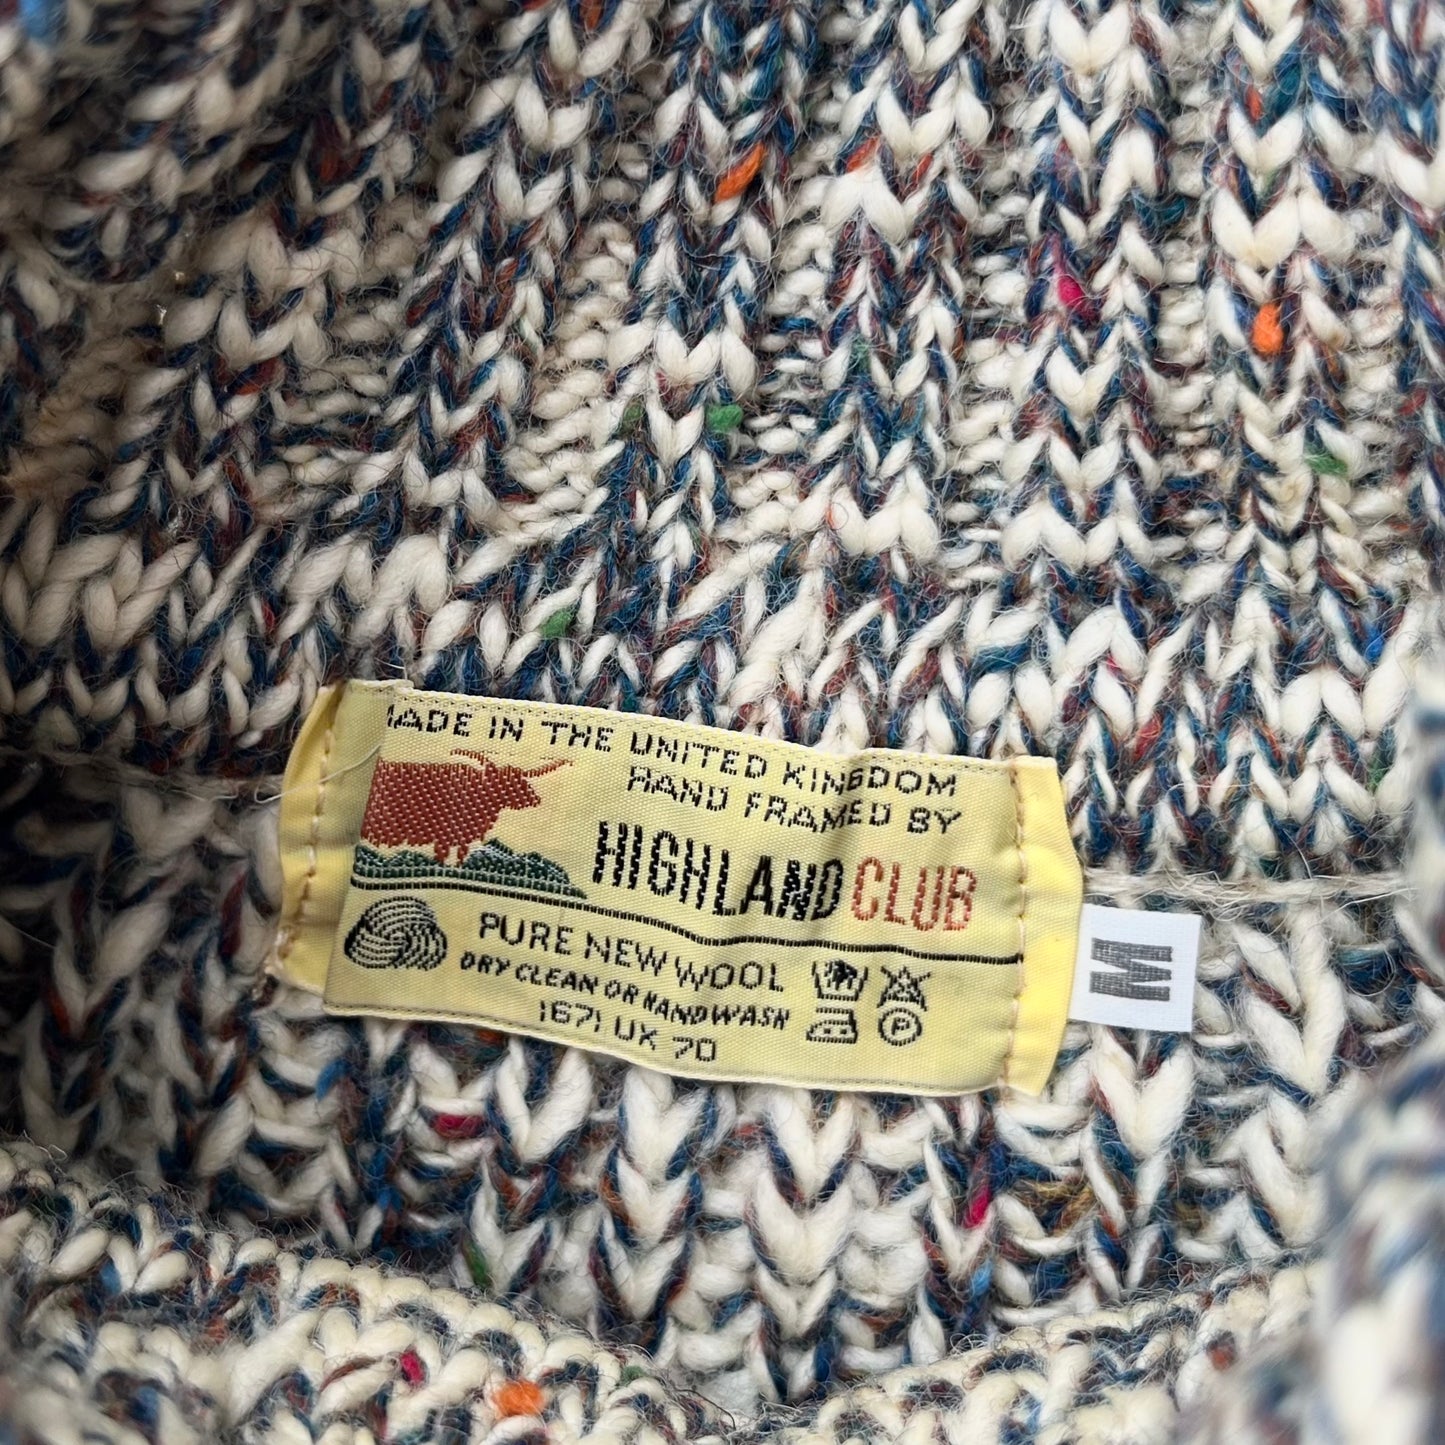 MADE IN THE UNITED KINGDOM
HAND FRAMED BY
HIGHLAND CLUB
PURE NEW WOOL
DRY CLEAN OR HANDWASH
1671 UX 70
P
M